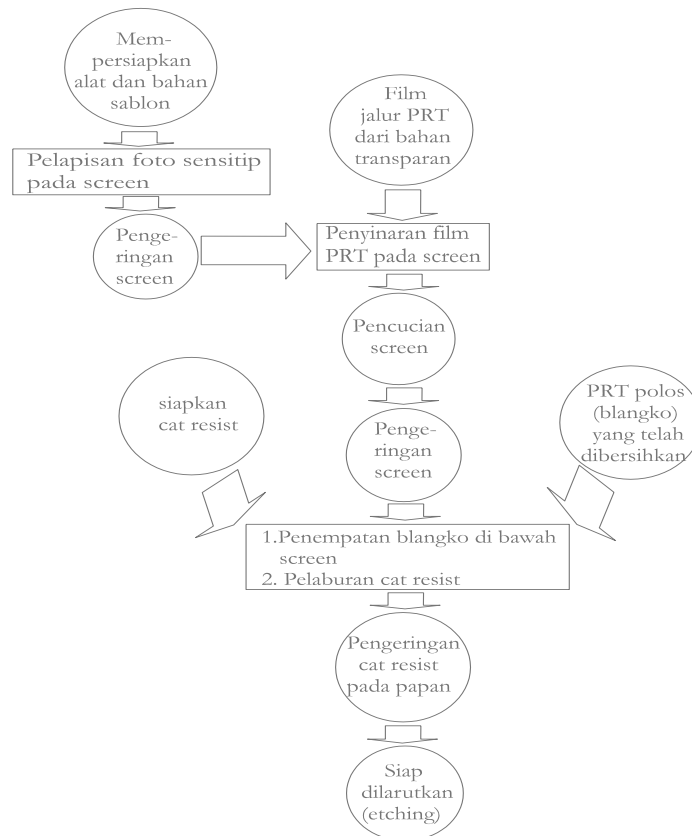 Mem-
persiapkan
alat dan bahan
sablon
Film
jalur PRT
dari bahan
transparan
Pelapisan foto sensitip
pada screen
Penge-
ringan
screen
Penyinaran film
PRT pada screen
Pencucian
screen
siapkan
cat resist
Penge-
ringan
screen
PRT polos
(blangko)
yang telah
dibersihkan
1.Penempatan blangko di bawah
screen
2. Pelaburan cat resist
Pengeringan
cat resist
pada papan
Siap
dilarutkan
(etching)